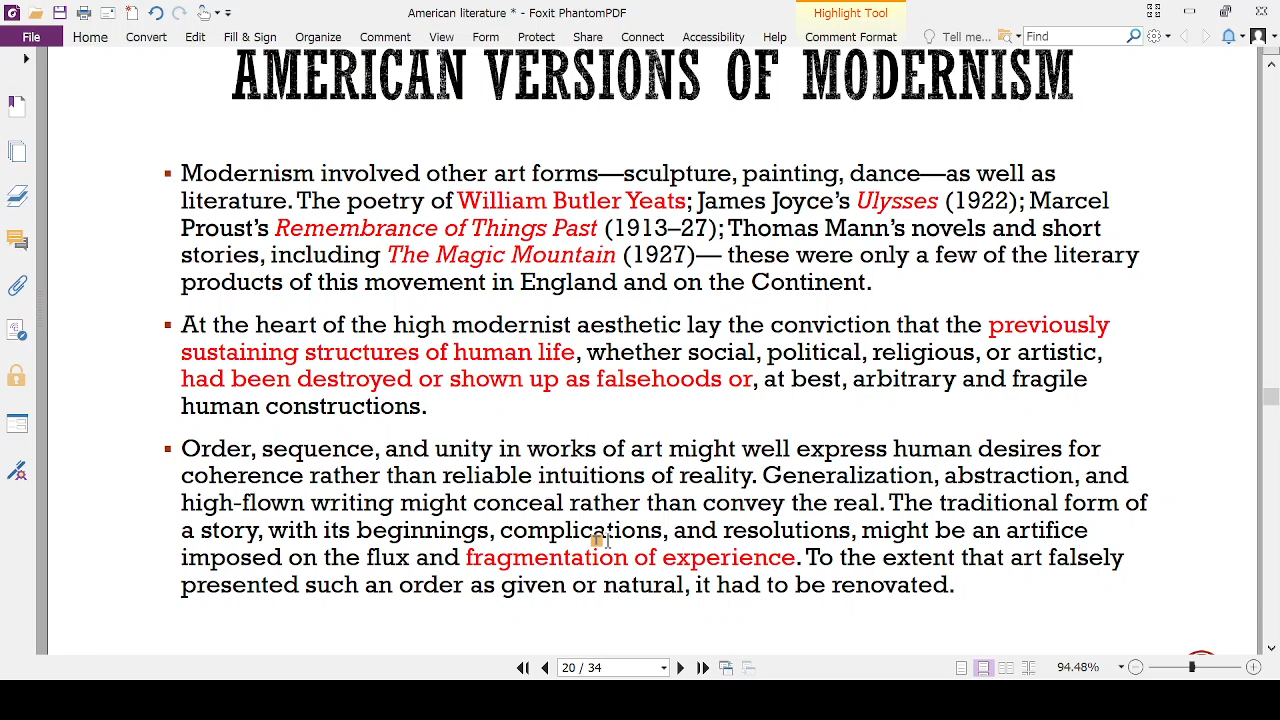 American literature * - Foxit PhantomPDF
Highlight Tool
File Home Convert Edit Fill & Sign Organize Comment View Form Protect Share Connect Accessibility Help Comment Format Tell me... Find
AMERICAN VERSIONS OF MODERNISM
▪ Modernism involved other art forms—sculpture, painting, dance—as well as
literature. The poetry of William Butler Yeats; James Joyce's Ulysses (1922); Marcel
Proust's Remembrance of Things Past (1913–27); Thomas Mann's novels and short
stories, including The Magic Mountain (1927)— these were only a few of the literary
products of this movement in England and on the Continent.
▪ At the heart of the high modernist aesthetic lay the conviction that the previously
sustaining structures of human life, whether social, political, religious, or artistic,
had been destroyed or shown up as falsehoods or, at best, arbitrary and fragile
human constructions.
▪ Order, sequence, and unity in works of art might well express human desires for
coherence rather than reliable intuitions of reality. Generalization, abstraction, and
high-flown writing might conceal rather than convey the real. The traditional form of
a story, with its beginnings, complications, and resolutions, might be an artifice
imposed on the flux and fragmentation of experience. To the extent that art falsely
presented such an order as given or natural, it had to be renovated.
20 / 34
94.48%